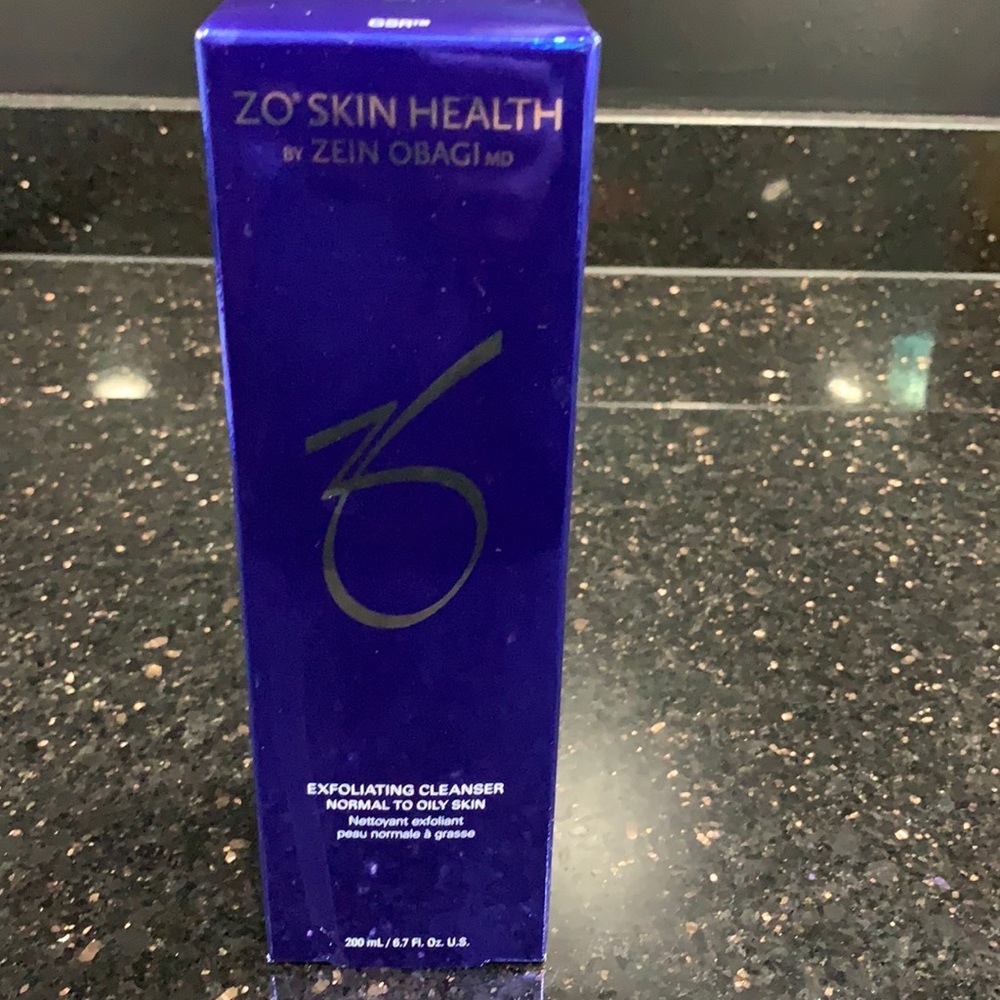 GSR™
ZO® SKIN HEALTH
BY ZEIN OBAGI MD
EXFOLIATING CLEANSER
NORMAL TO OILY SKIN
Nettoyant exfoliant
peau normale à grasse
200 mL / 6.7 Fl. Oz. U.S.